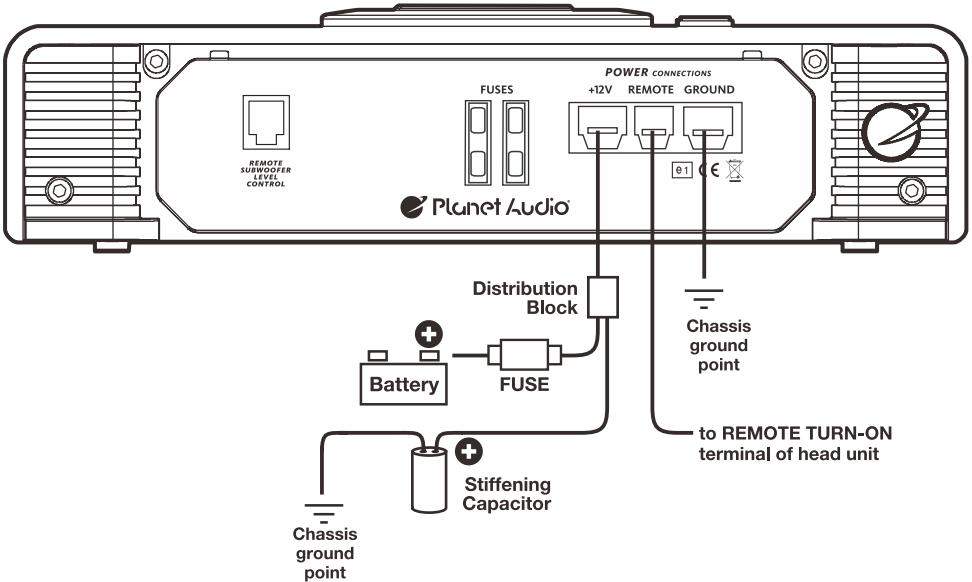 POWER CONNECTIONS
FUSES
+12V REMOTE GROUND
REMOTE
SUBWOOFER
LEVEL
CONTROL
e1 CE
Planet Audio
Distribution
Block
Chassis
ground
point
Battery
FUSE
to REMOTE TURN-ON
terminal of head unit
Stiffening
Capacitor
Chassis
ground
point